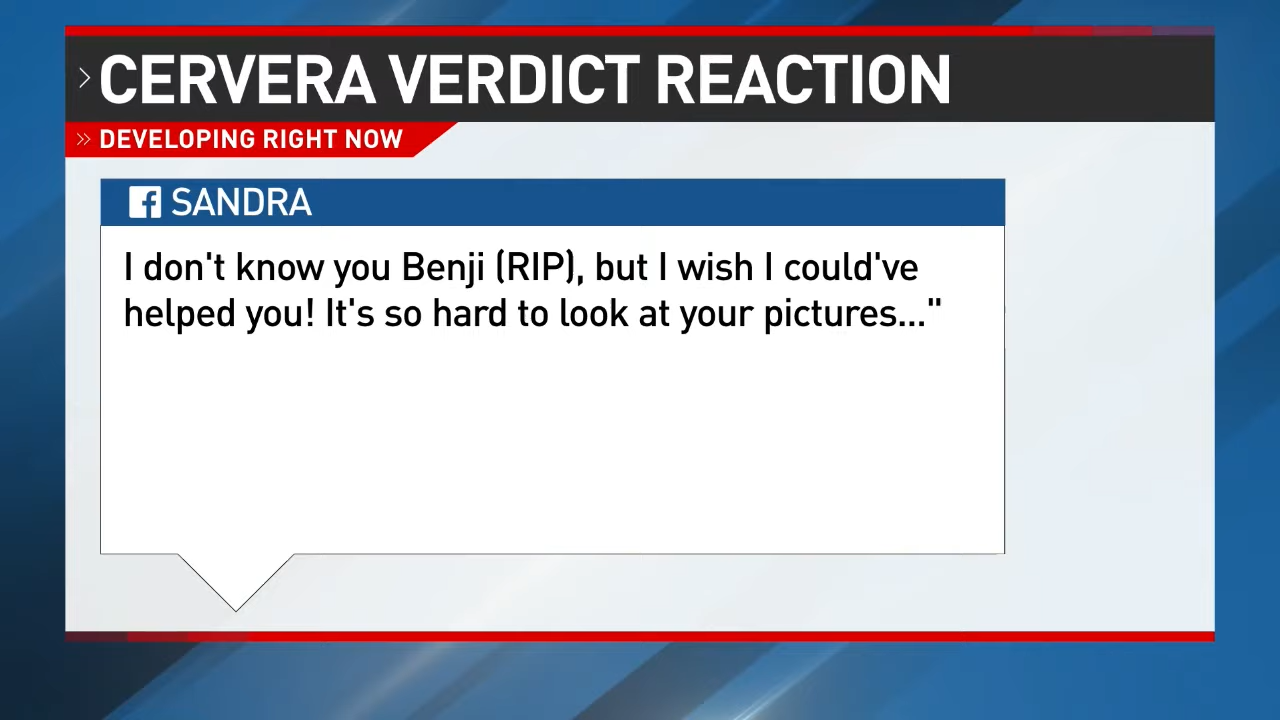 CERVERA VERDICT REACTION
DEVELOPING RIGHT NOW
SANDRA
I don't know you Benji (RIP), but I wish I could've
helped you! It's so hard to look at your pictures..."